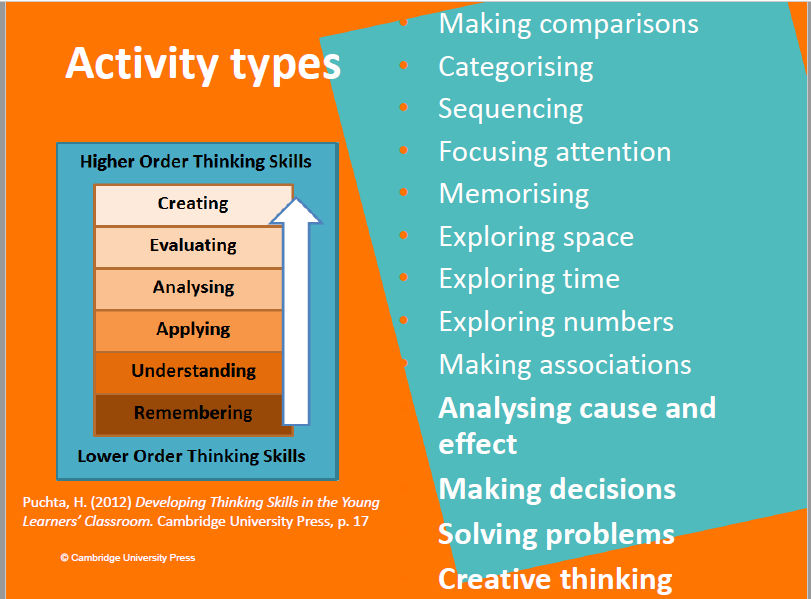 Activity types
Higher Order Thinking Skills
Creating
Evaluating
Analysing
Applying
Understanding
Remembering
Lower Order Thinking Skills
Puchta, H. (2012) Developing Thinking Skills in the Young
Learners’ Classroom. Cambridge University Press, p. 17
© Cambridge University Press
• Making comparisons
• Categorising
• Sequencing
• Focusing attention
• Memorising
• Exploring space
• Exploring time
• Exploring numbers
• Making associations
Analysing cause and
effect
Making decisions
Solving problems
Creative thinking